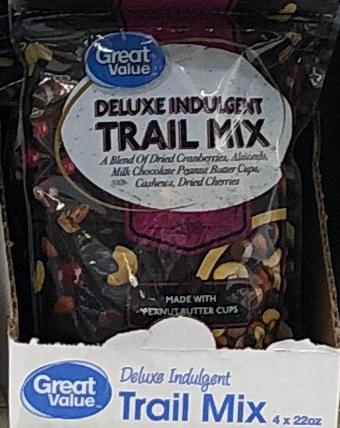 Great
Value
DELUXE INDULGENT
TRAIL MIX
A Blend Of Dried Cranberries, Almonds,
Milk Chocolate Peanut Butter Cups,
Cashews, Dried Cherries
MADE WITH
PEANUT BUTTER CUPS
Great
Value
Deluxe Indulgent
Trail Mix 4 x 22oz